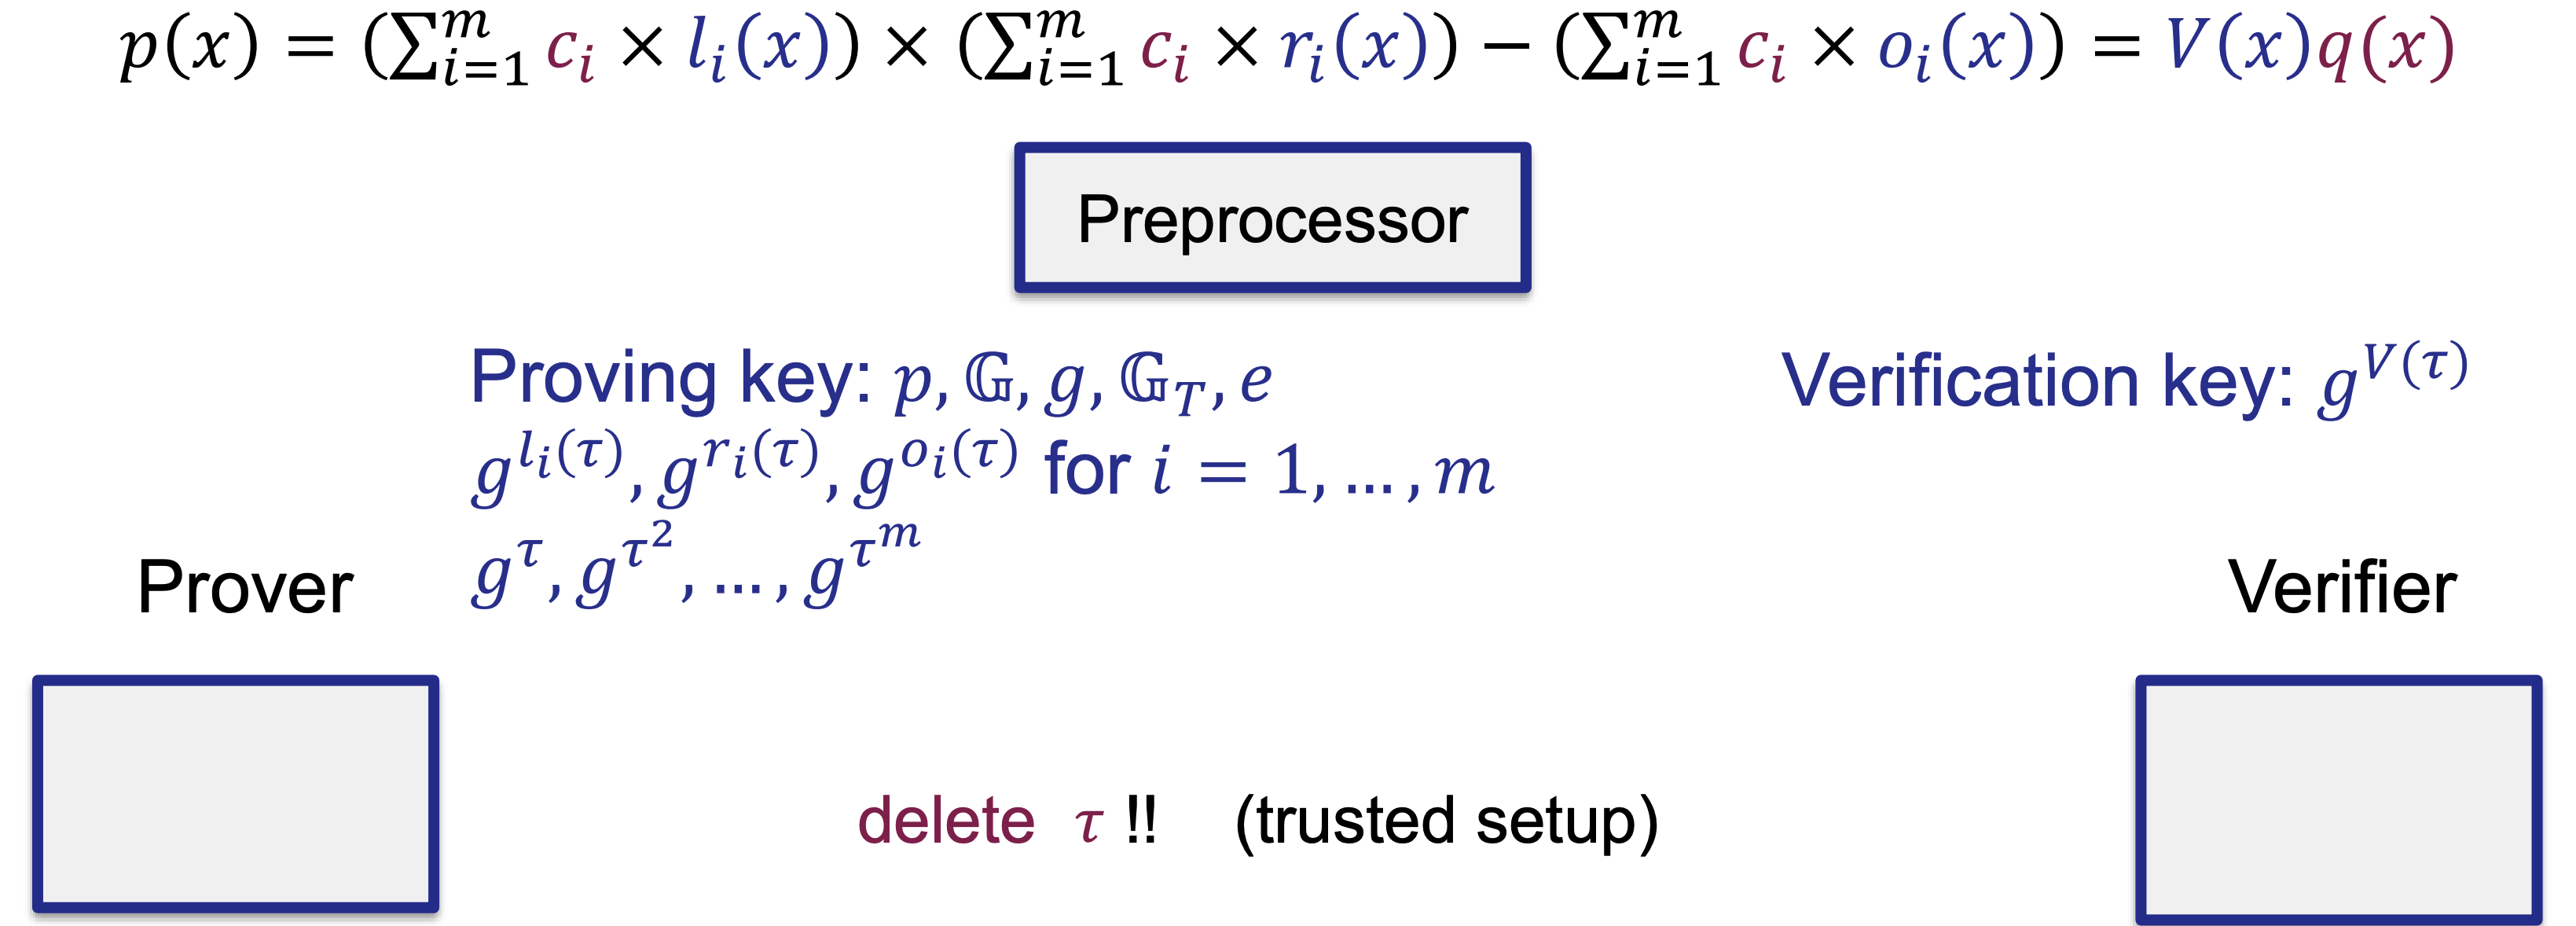 p(x) = (∑_{i=1}^{m} c_i × l_i(x)) × (∑_{i=1}^{m} c_i × r_i(x)) − (∑_{i=1}^{m} c_i × o_i(x)) = V(x)q(x)
Preprocessor
Proving key: p, 𝔾, g, 𝔾_T, e
g^{l_i(τ)}, g^{r_i(τ)}, g^{o_i(τ)} for i = 1, …, m
g^τ, g^{τ^2}, …, g^{τ^m}
Verification key: g^{V(τ)}
Prover
Verifier
delete τ !! (trusted setup)